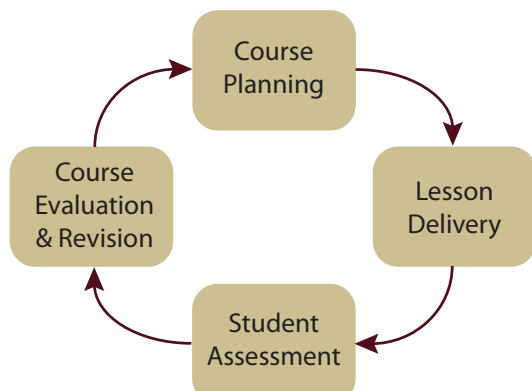 Course
Planning
Lesson
Delivery
Student
Assessment
Course
Evaluation
& Revision